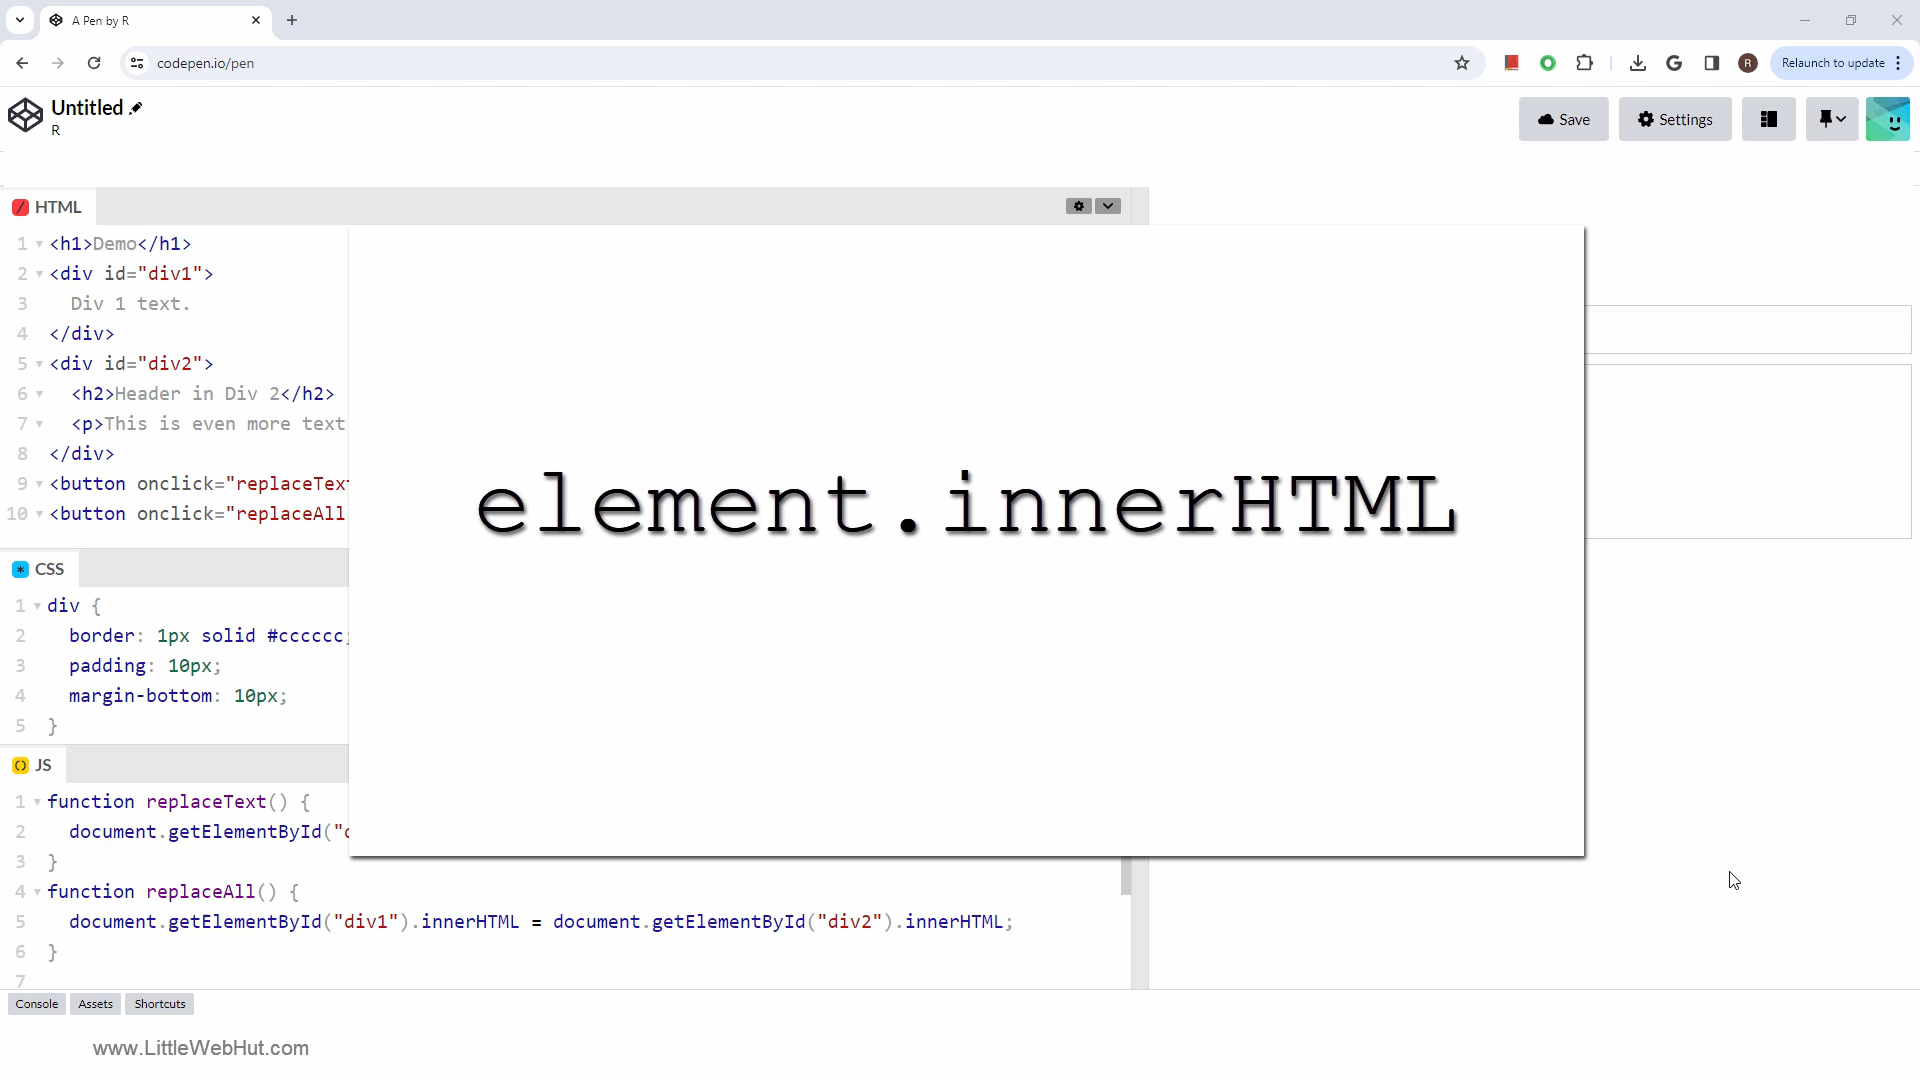 A Pen by R
codepen.io/pen
R
Relaunch to update
Untitled
R
Save
Settings
HTML
1 <h1>Demo</h1>
2 <div id="div1">
3 Div 1 text.
4 </div>
5 <div id="div2">
6 <h2>Header in Div 2</h2>
7 <p>This is even more text
8 </div>
9 <button onclick="replaceText
10 <button onclick="replaceAll
element.innerHTML
CSS
1 div {
2 border: 1px solid #cccccc;
3 padding: 10px;
4 margin-bottom: 10px;
5 }
JS
1 function replaceText() {
2 document.getElementById("
3 }
4 function replaceAll() {
5 document.getElementById("div1").innerHTML = document.getElementById("div2").innerHTML;
6 }
7
Console Assets Shortcuts
www.LittleWebHut.com